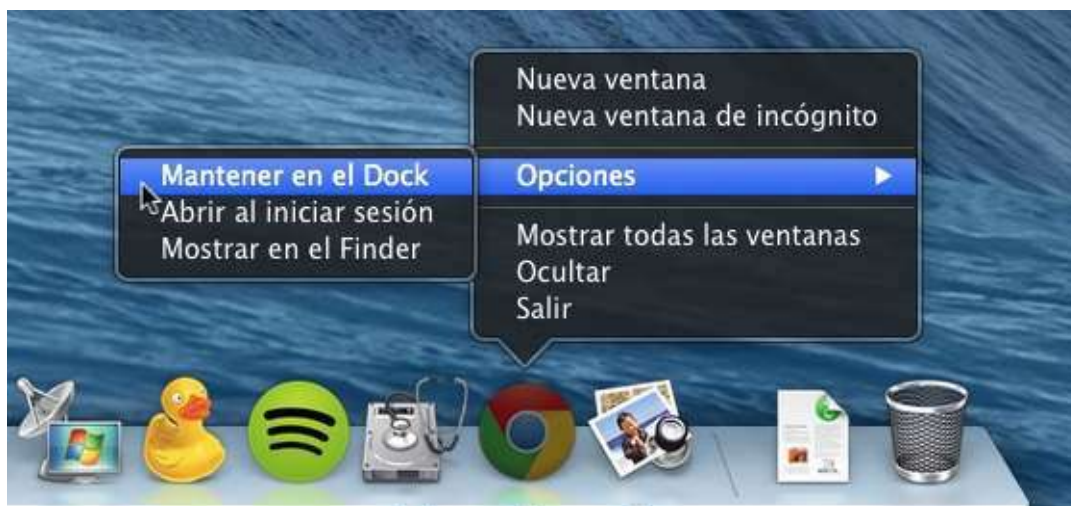 Nueva ventana
Nueva ventana de incógnito
Opciones
Mantener en el Dock
Abrir al iniciar sesión
Mostrar en el Finder
Mostrar todas las ventanas
Ocultar
Salir